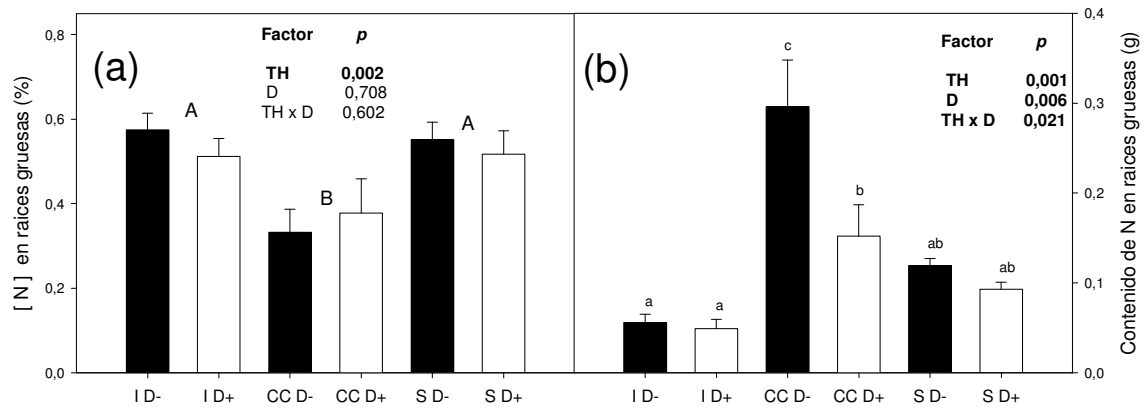 [ N ] en raices gruesas (%)
0,8
0,6
0,4
0,2
0,0
(a)
Factor p
TH 0,002
D 0,708
TH x D 0,602
A
B
A
I D- I D+ CC D- CC D+ S D- S D+
(b)
Factor p
TH 0,001
D 0,006
TH x D 0,021
a
a
c
b
ab
ab
I D- I D+ CC D- CC D+ S D- S D+
0,4
0,3
0,2
0,1
0,0
Contenido de N en raices gruesas (g)